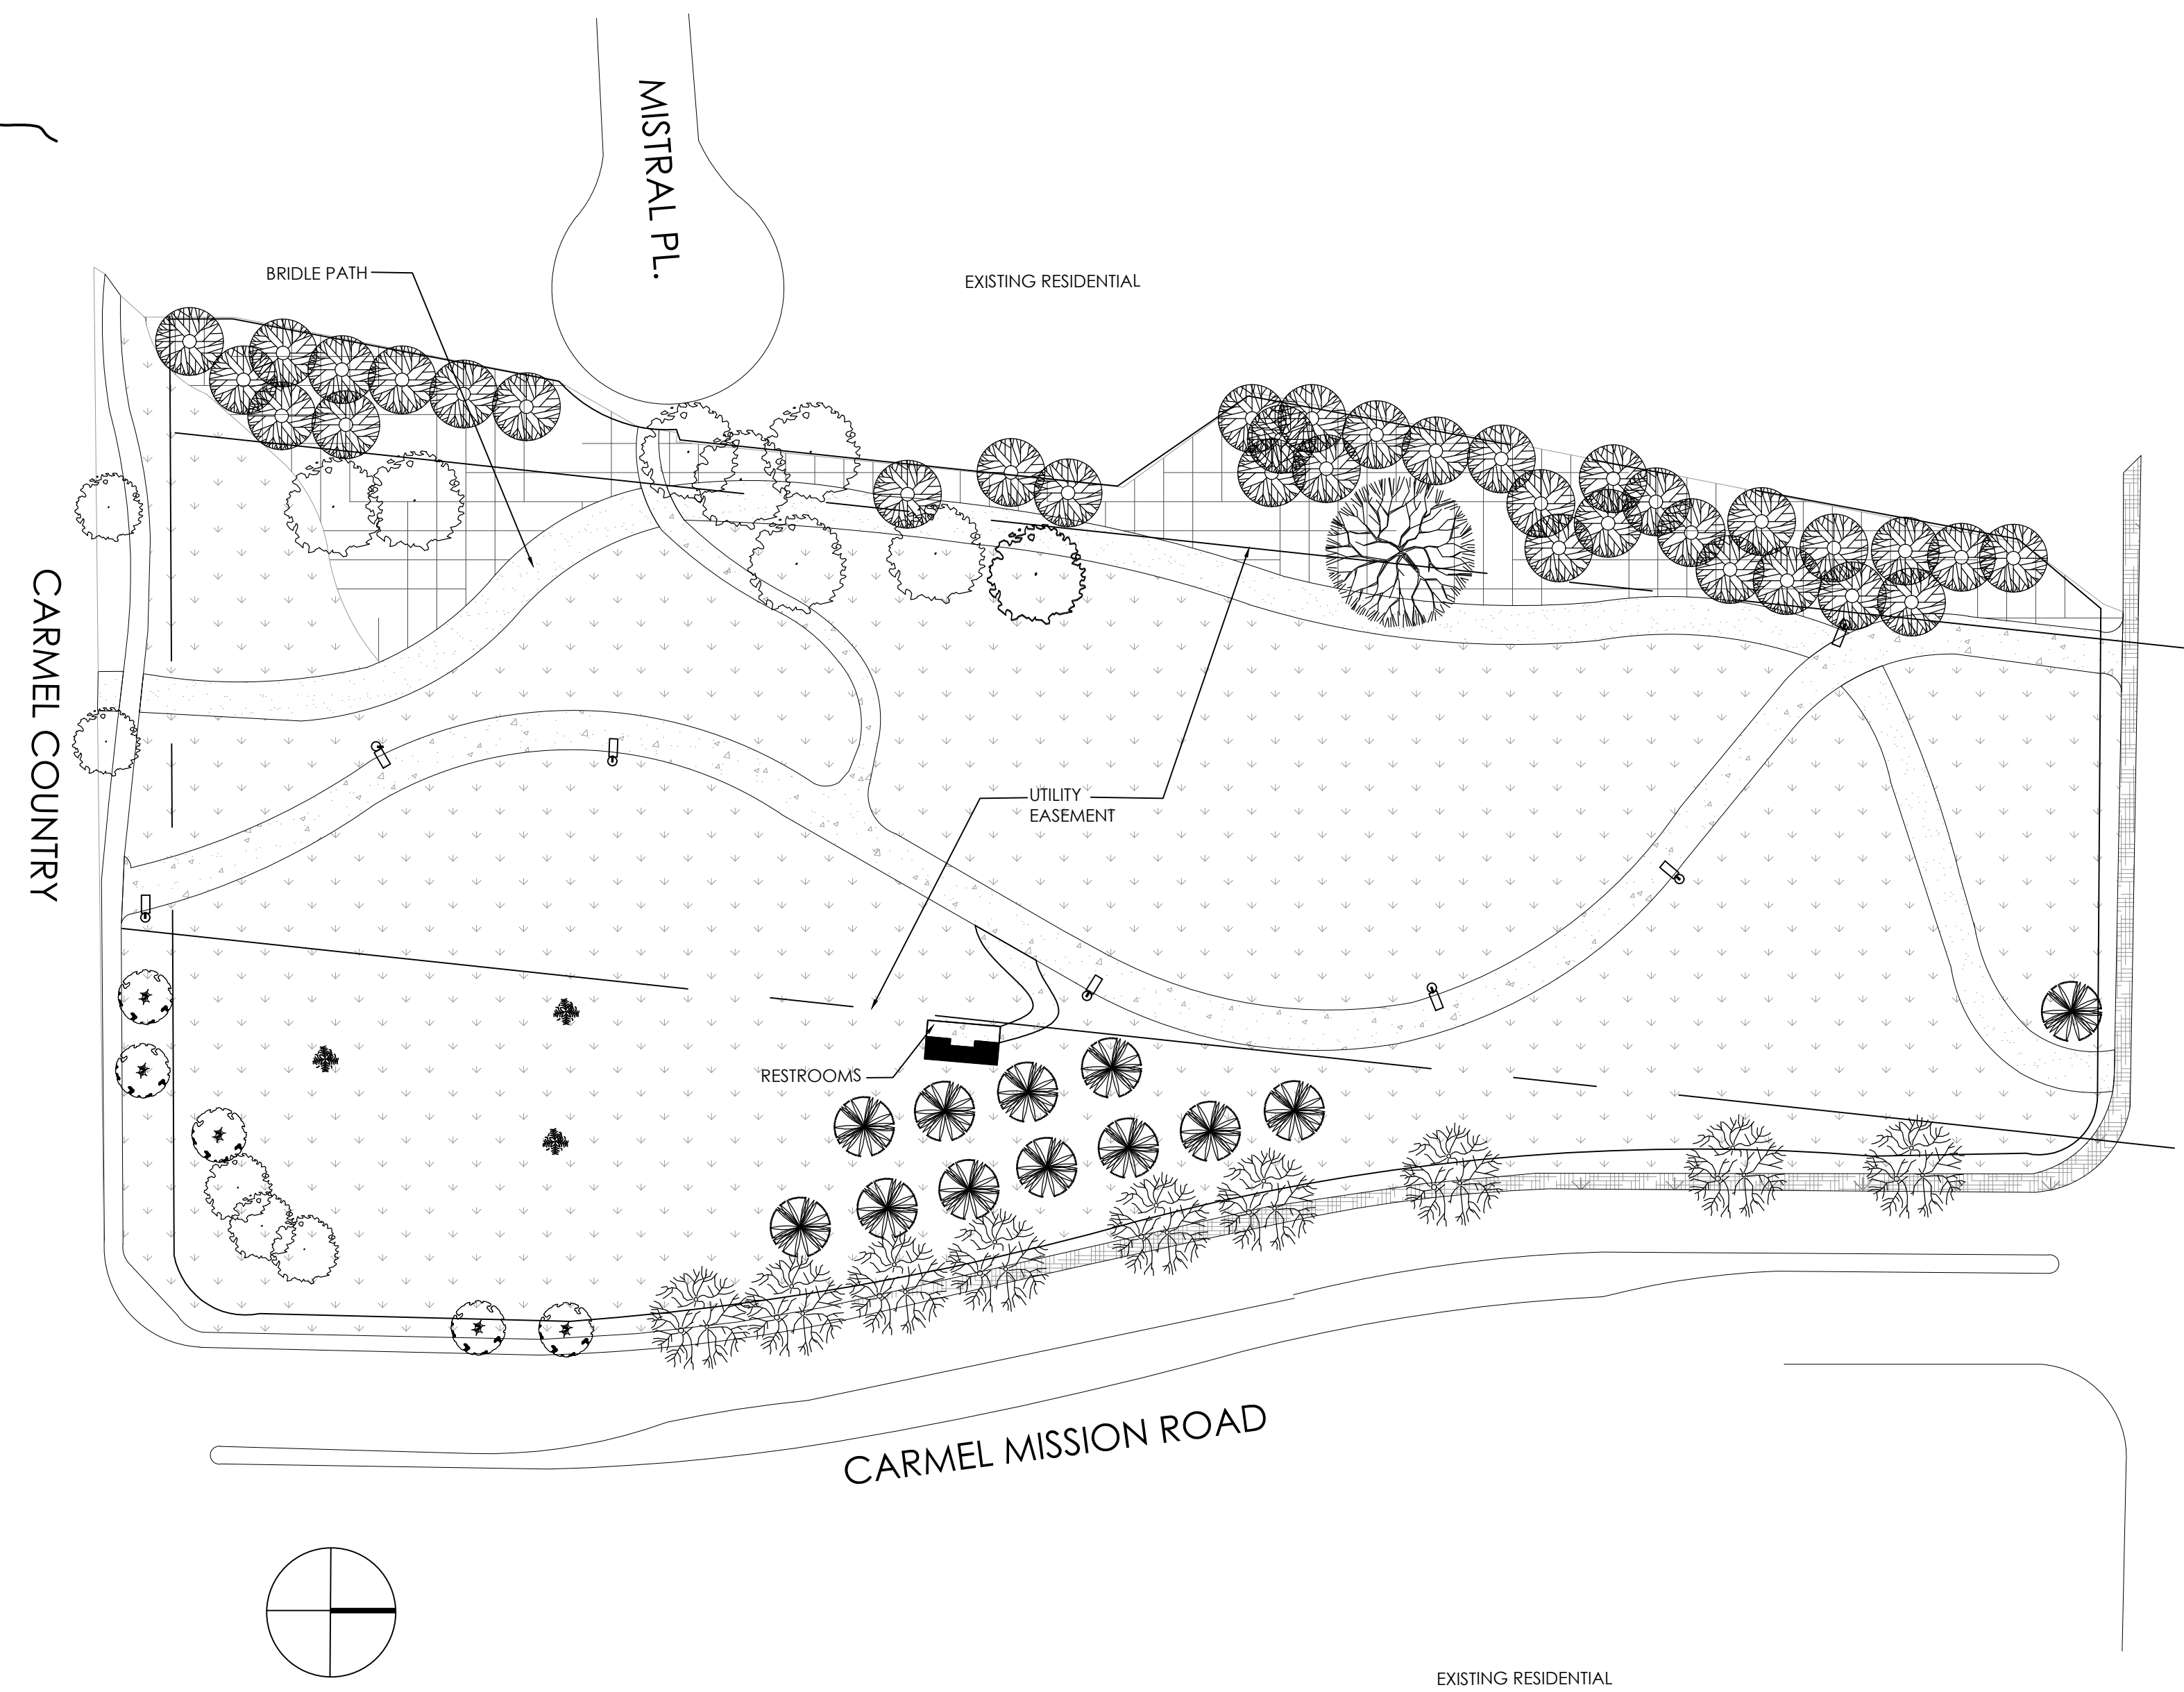 MISTRAL PL.
BRIDLE PATH
EXISTING RESIDENTIAL
CARMEL COUNTRY
UTILITY
EASEMENT
RESTROOMS
CARMEL MISSION ROAD
EXISTING RESIDENTIAL